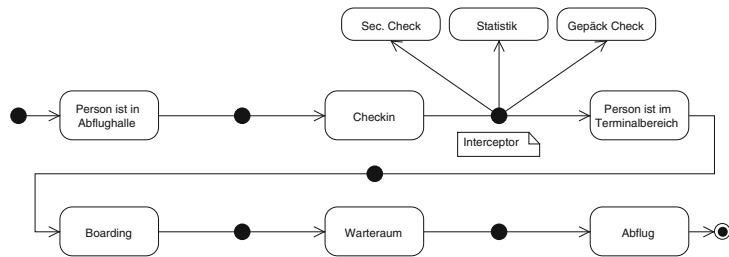 Sec. Check
Statistik
Gepäck Check
Person ist in
Abflughalle
Checkin
Person ist im
Terminalbereich
Interceptor
Boarding
Warteraum
Abflug